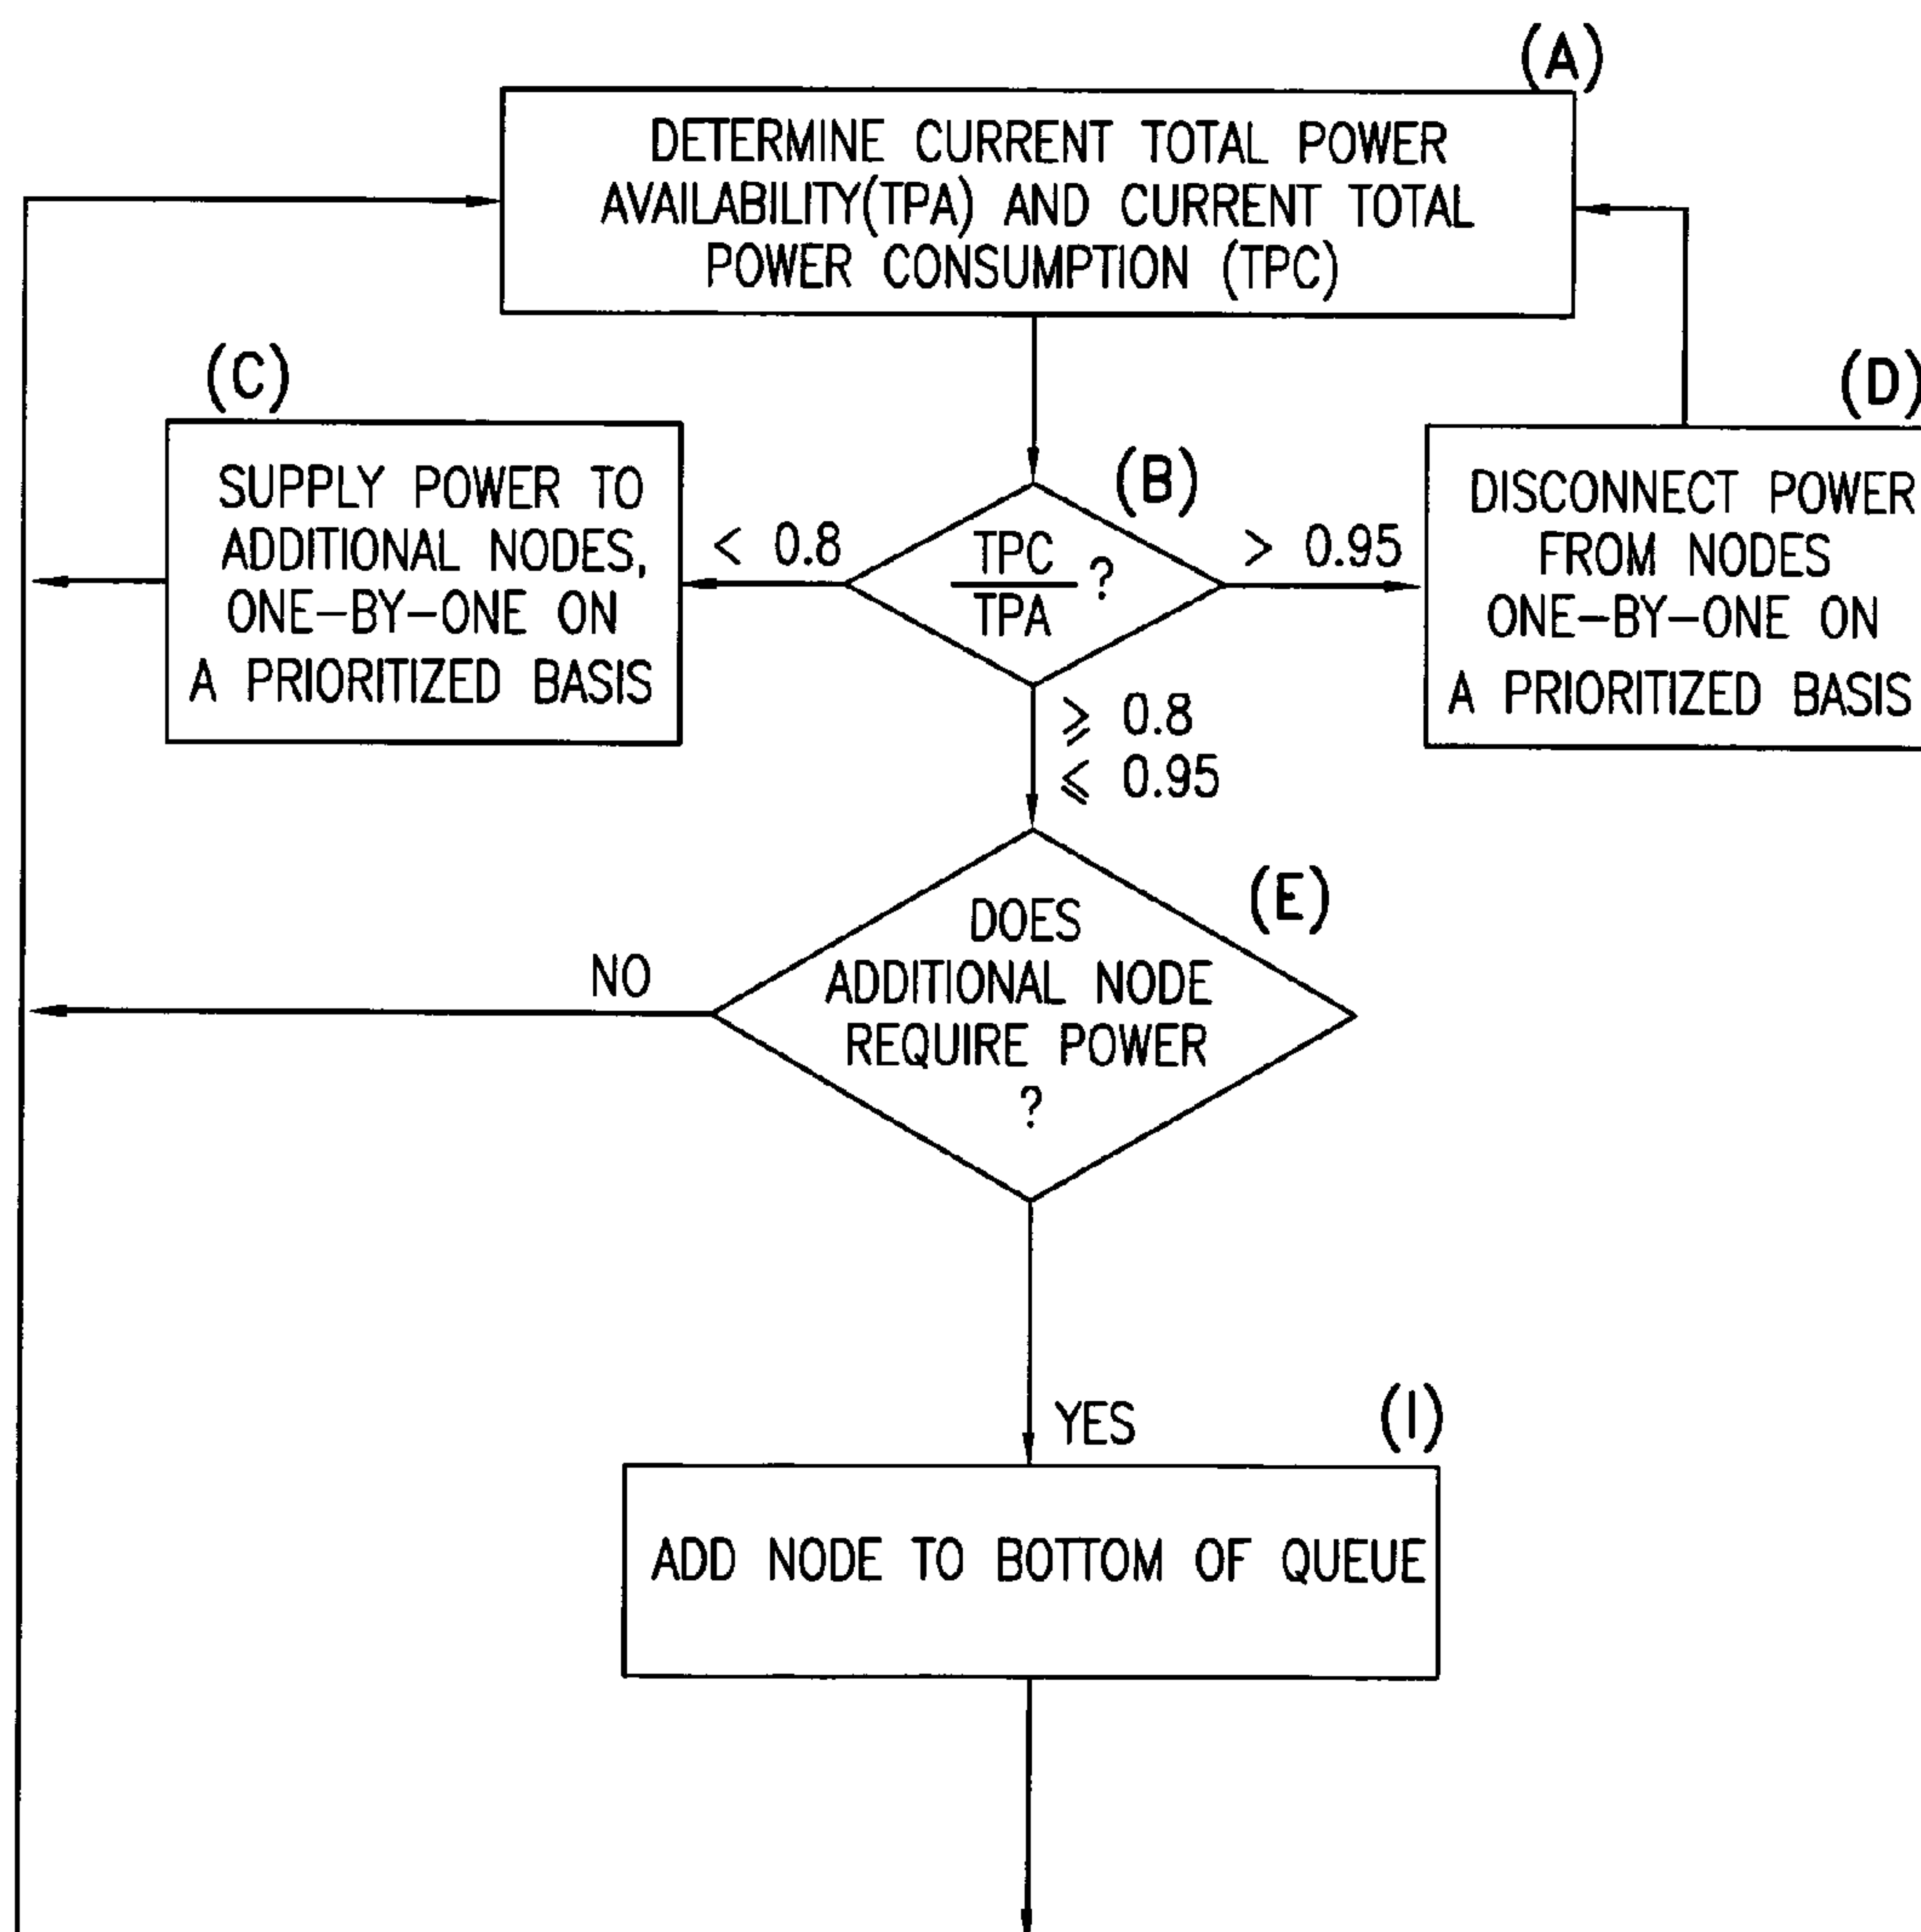 (A)
DETERMINE CURRENT TOTAL POWER
AVAILABILITY(TPA) AND CURRENT TOTAL
POWER CONSUMPTION (TPC)
(C)
SUPPLY POWER TO
ADDITIONAL NODES,
ONE-BY-ONE ON
A PRIORITIZED BASIS
< 0.8
(B)
TPC
TPA
?
> 0.95
(D)
DISCONNECT POWER
FROM NODES
ONE-BY-ONE ON
A PRIORITIZED BASIS
⩾ 0.8
⩽ 0.95
(E)
DOES
ADDITIONAL NODE
REQUIRE POWER
?
NO
YES
(I)
ADD NODE TO BOTTOM OF QUEUE